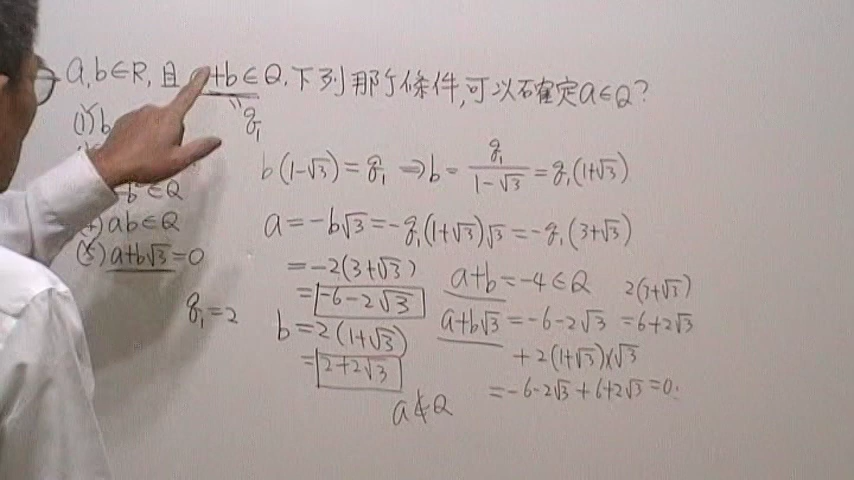 a,b∈R, 且 a+b∈Q. 下列那个條件, 可以確定a∈Q?
(1) b
q₁
b(1-√3) = q₁ ⇒ b = q₁/(1-√3) = q₁(1+√3)
b²∈Q
ab∈Q
a = -b√3 = -q₁(1+√3)√3 = -q₁(3+√3)
(5) a+b√3 = 0
= -2(3+√3)
= -6-2√3
a+b = -4∈Q
2(3+√3)
q₁ = 2
b = 2(1+√3)
a+b√3 = -6-2√3 = 6+2√3
= 2+2√3
+2(1+√3)×√3
= -6-2√3+6+2√3 = 0.
a∉Q